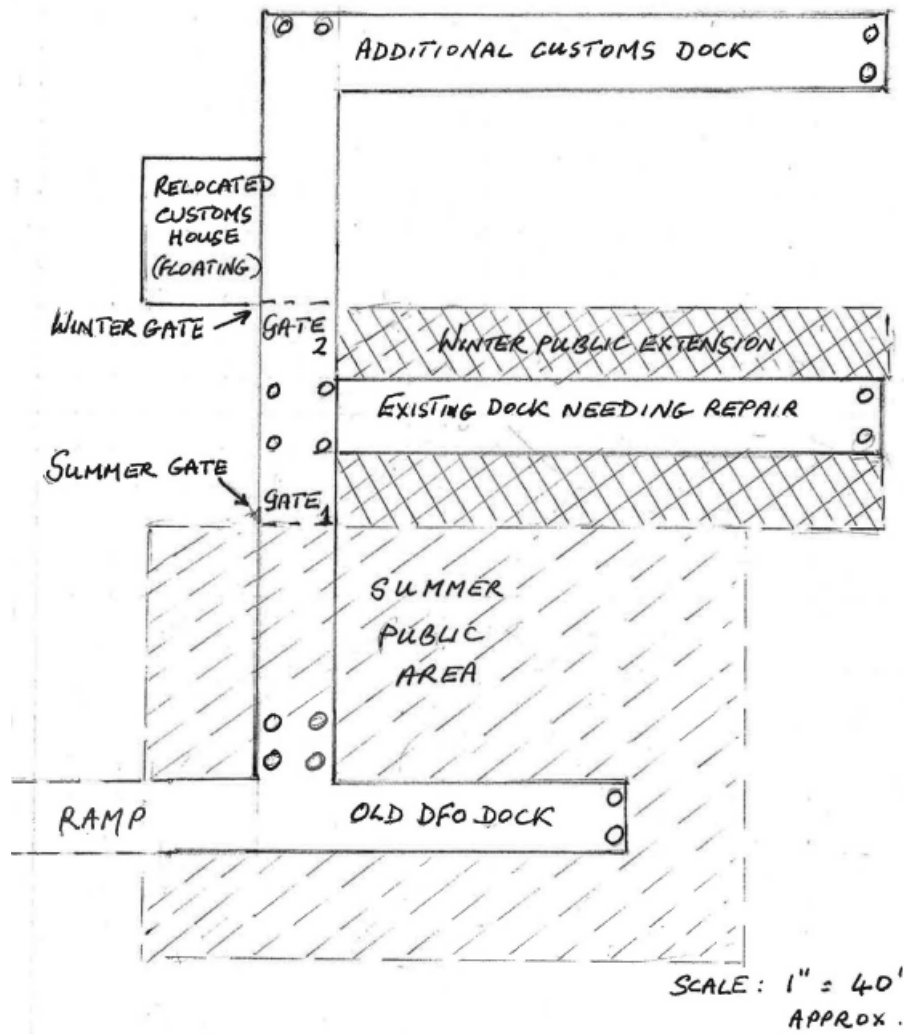 ADDITIONAL CUSTOMS DOCK
RELOCATED
CUSTOMS
HOUSE
(FLOATING)
WINTER GATE
GATE
2
WINTER PUBLIC EXTENSION
EXISTING DOCK NEEDING REPAIR
SUMMER GATE
GATE
1
SUMMER
PUBLIC
AREA
RAMP
OLD DFO DOCK
SCALE: 1" = 40'
APPROX.